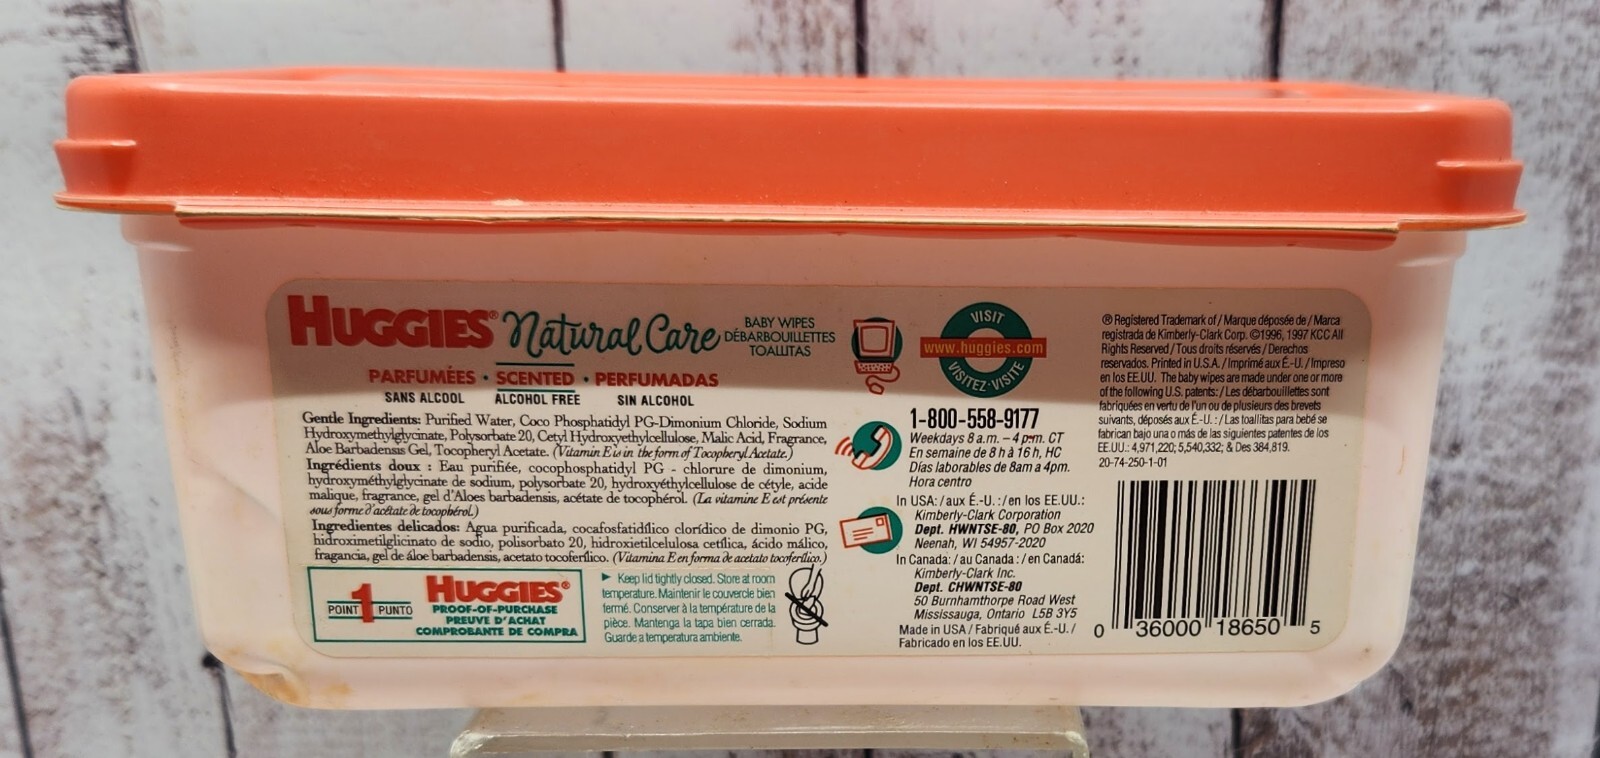 HUGGIES® Natural Care BABY WIPES
DÉBARBOUILLETTES
TOALLITAS
PARFUMÉES · SCENTED · PERFUMADAS
SANS ALCOOL ALCOHOL FREE SIN ALCOHOL
Gentle Ingredients: Purified Water, Coco Phosphatidyl PG-Dimonium Chloride, Sodium
Hydroxymethylglycinate, Polysorbate 20, Cetyl Hydroxyethylcellulose, Malic Acid, Fragrance,
Aloe Barbadensis Gel, Tocopheryl Acetate. (Vitamin E is in the form of Tocopheryl Acetate.)
Ingrédients doux : Eau purifiée, cocophosphatidyl PG - chlorure de dimonium,
hydroxyméthylglycinate de sodium, polysorbate 20, hydroxyéthylcellulose de cétyle, acide
malique, fragrance, gel d'Aloes barbadensis, acétate de tocophérol. (La vitamine E est présente
sous forme d'acétate de tocophérol.)
Ingredientes delicados: Agua purificada, cocafosfatidílico clorídico de dimonio PG,
hidroximetilglicinato de sodio, polisorbato 20, hidroxietilcelulosa cetílica, ácido málico,
fragancia, gel de áloe barbadensis, acetato tocoferílico. (Vitamina E en forma de acetato tocoferílico.)
POINT 1 PUNTO
HUGGIES®
PROOF-OF-PURCHASE
PREUVE D'ACHAT
COMPROBANTE DE COMPRA
► Keep lid tightly closed. Store at room
temperature. Maintenir le couvercle bien
fermé. Conserver à la température de la
pièce. Mantenga la tapa bien cerrada.
Guarde a temperatura ambiente.
VISIT
www.huggies.com
VISITEZ·VISITE
1-800-558-9177
Weekdays 8 a.m. – 4 p.m. CT
En semaine de 8 h à 16 h, HC
Días laborables de 8am a 4pm.
Hora centro
In USA: / aux É.-U. : / en los EE.UU.:
Kimberly-Clark Corporation
Dept. HWNTSE-80, PO Box 2020
Neenah, WI 54957-2020
In Canada: / au Canada : / en Canadá:
Kimberly-Clark Inc.
Dept. CHWNTSE-80
50 Burnhamthorpe Road West
Mississauga, Ontario L5B 3Y5
Made in USA / Fabriqué aux É.-U. /
Fabricado en los EE.UU.
® Registered Trademark of / Marque déposée de / Marca
registrada de Kimberly-Clark Corp. ©1996, 1997 KCC All
Rights Reserved / Tous droits réservés / Derechos
reservados. Printed in U.S.A. / Imprimé aux É.-U. / Impreso
en los EE.UU. The baby wipes are made under one or more
of the following U.S. patents: / Les débarbouillettes sont
fabriquées en vertu de l'un ou de plusieurs des brevets
suivants, déposés aux É.-U. : / Las toallitas para bebé se
fabrican bajo una o más de las siguientes patentes de los
EE.UU.: 4,971,220; 5,540,332; & Des 384,819.
20-74-250-1-01
0 36000 18650 5